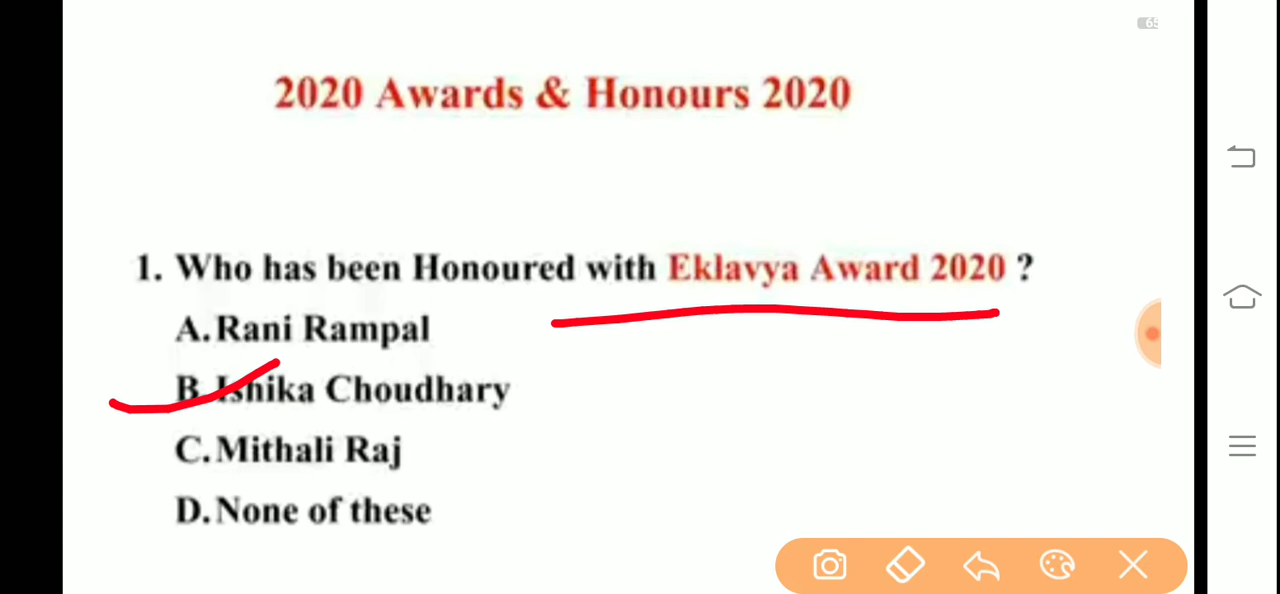 2020 Awards & Honours 2020
1. Who has been Honoured with Eklavya Award 2020 ?
A. Rani Rampal
B. Ishika Choudhary
C. Mithali Raj
D. None of these